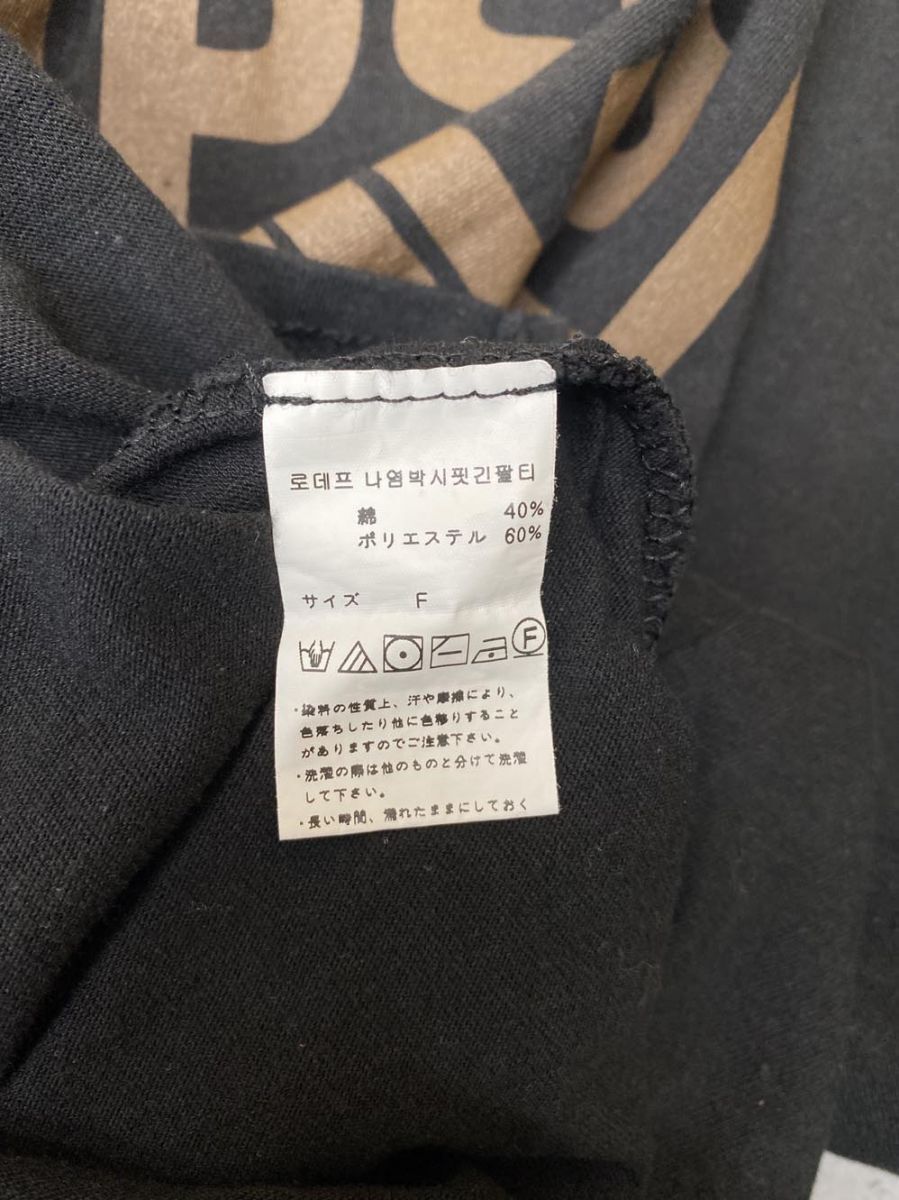 로데프 나염박시핏긴팔티
綿 40%
ポリエステル 60%
サイズ F
F
・染料の性質上、汗や摩擦により、
色落ちしたり他に色移りすること
がありますのでご注意下さい。
・洗濯の際は他のものと分けて洗濯
して下さい。
・長い時間、濡れたままにしておく